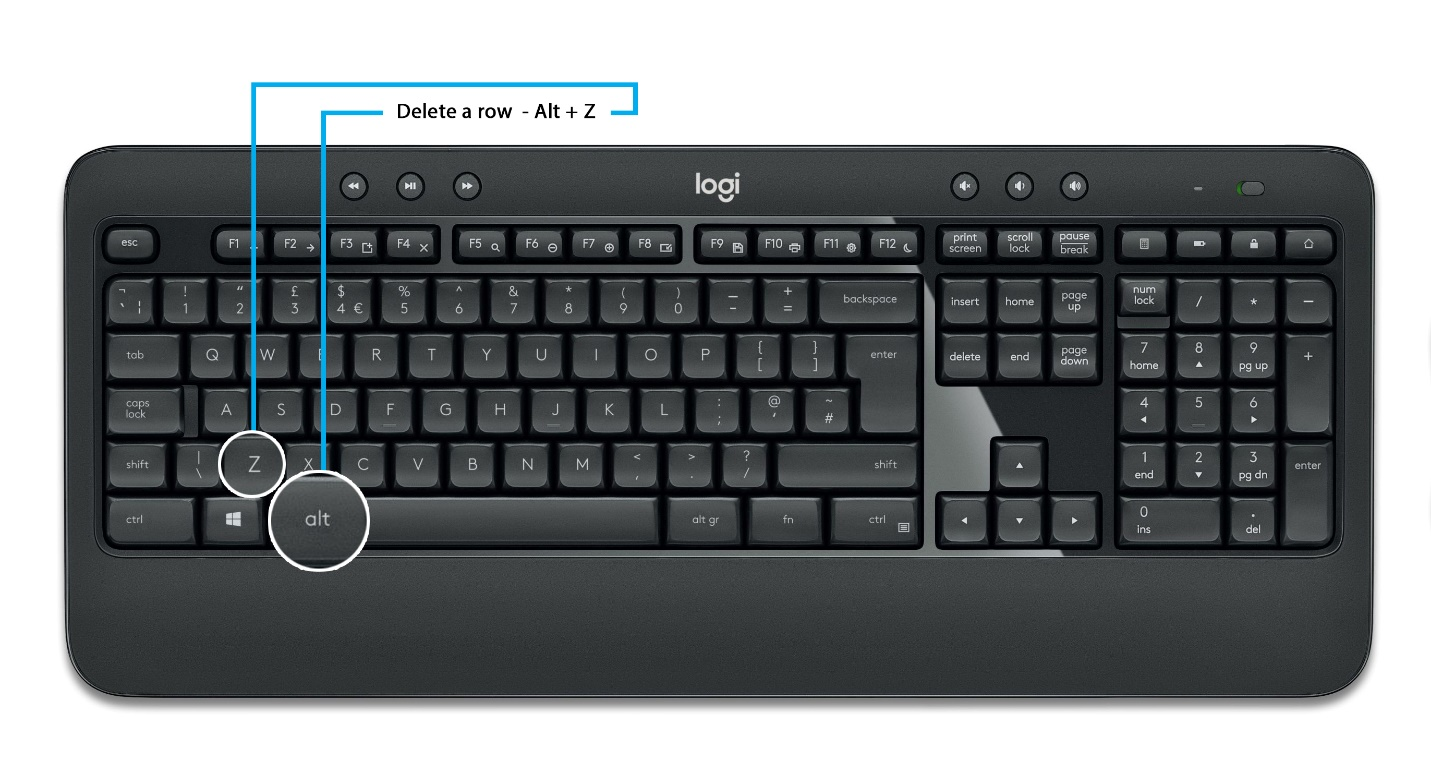 Delete a row - Alt + Z
logi
esc F1 F2 F3 F4 F5 F6 F7 F8 F9 F10 F11 F12 print screen scroll lock pause break
¬ ` ¦ ! 1 “ 2 £ 3 $ 4 € % 5 ^ 6 & 7 * 8 ( 9 ) 0 _ - + = backspace insert home page up num lock / * −
tab Q W E R T Y U I O P { [ } ] enter delete end page down 7 home 8 9 pg up +
caps lock A S D F G H J K L : ; @ ' ~ # 4 5 6
shift | \ Z X C V B N M < , > . ? / shift 1 end 2 3 pg dn enter
ctrl alt alt gr fn ctrl 0 ins . del